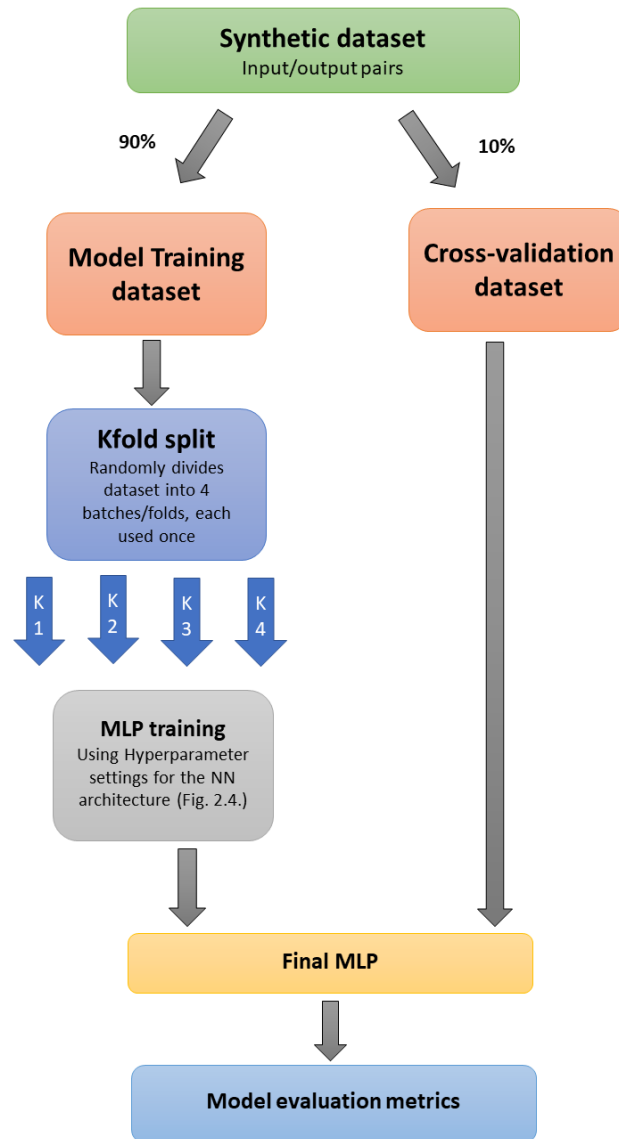 Synthetic dataset
Input/output pairs
90%
10%
Model Training
dataset
Cross-validation
dataset
Kfold split
Randomly divides
dataset into 4
batches/folds, each
used once
K
1
K
2
K
3
K
4
MLP training
Using Hyperparameter
settings for the NN
architecture (Fig. 2.4.)
Final MLP
Model evaluation metrics